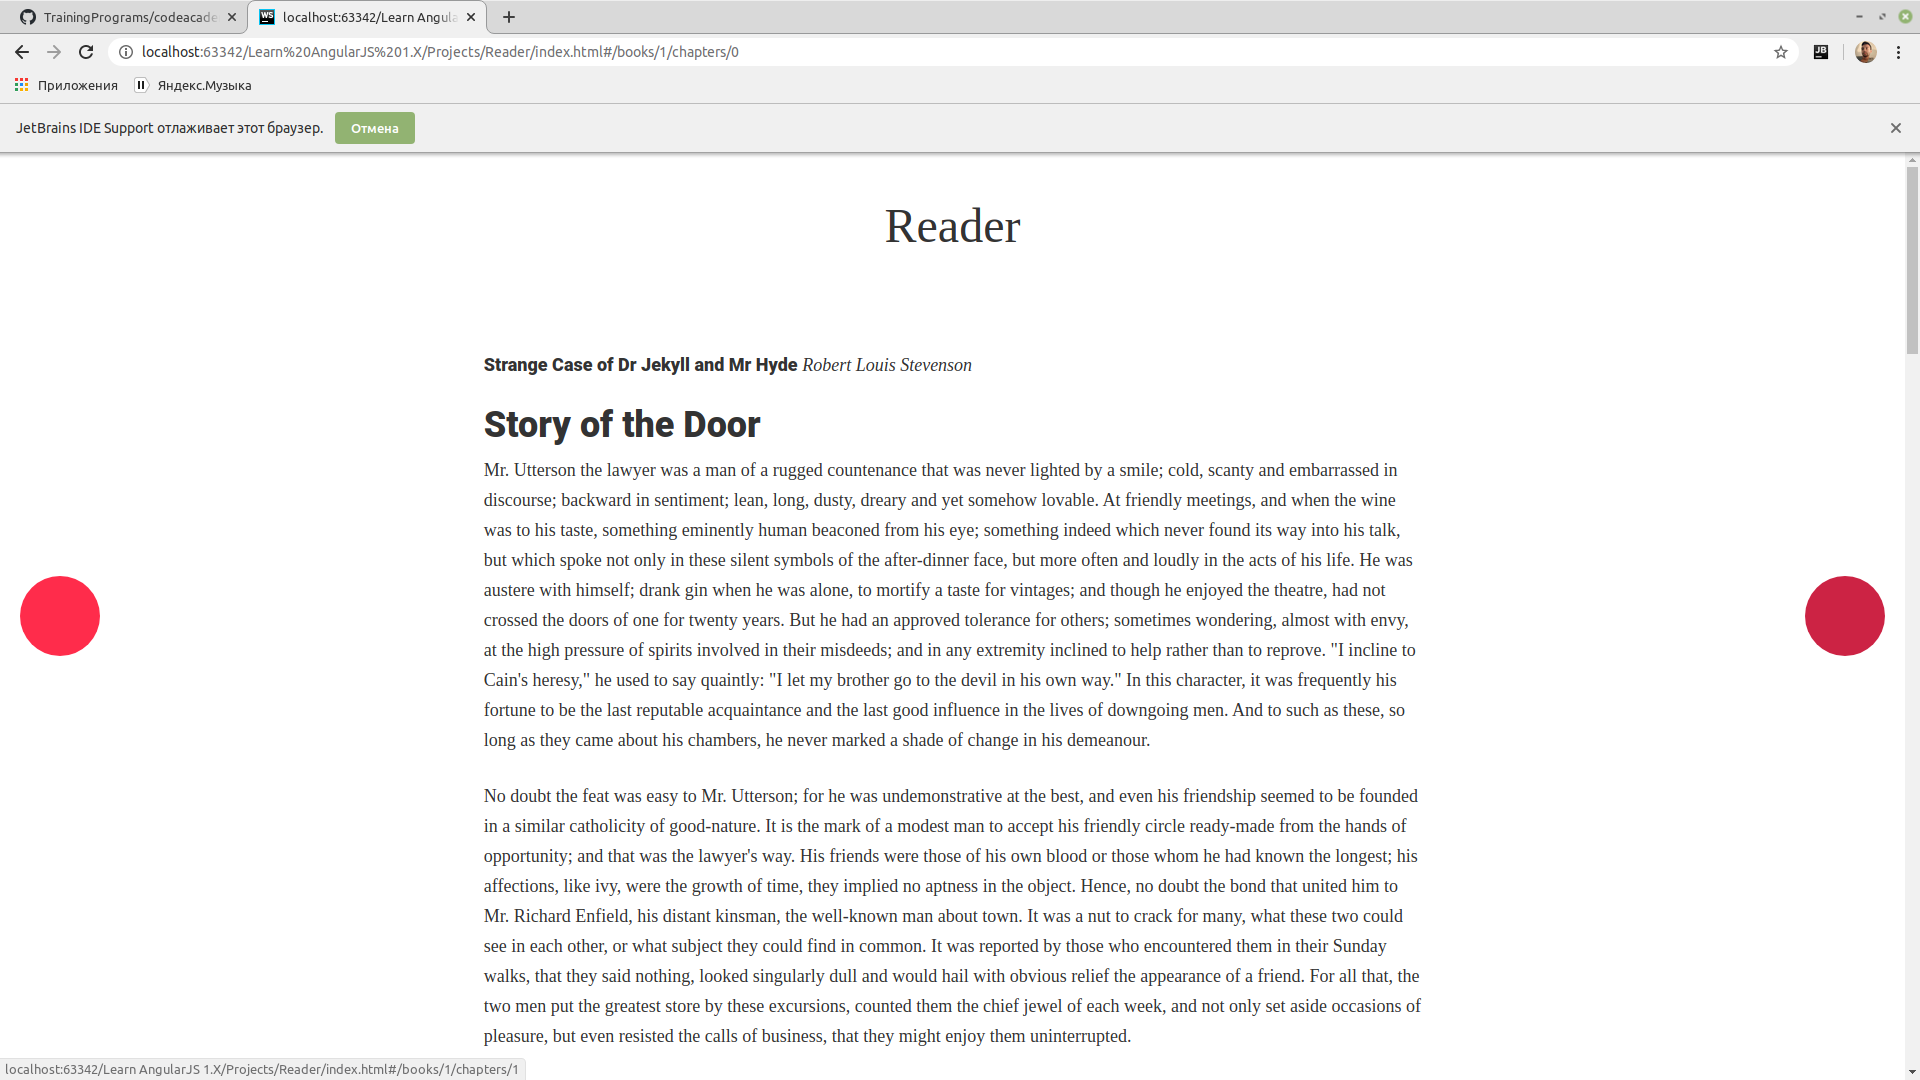 TrainingPrograms/codeacade
localhost:63342/Learn Angula
localhost:63342/Learn%20AngularJS%201.X/Projects/Reader/index.html#/books/1/chapters/0
Приложения
Яндекс.Музыка
JetBrains IDE Support отлаживает этот браузер.
Отмена
Reader
Strange Case of Dr Jekyll and Mr Hyde Robert Louis Stevenson
Story of the Door
Mr. Utterson the lawyer was a man of a rugged countenance that was never lighted by a smile; cold, scanty and embarrassed in
discourse; backward in sentiment; lean, long, dusty, dreary and yet somehow lovable. At friendly meetings, and when the wine
was to his taste, something eminently human beaconed from his eye; something indeed which never found its way into his talk,
but which spoke not only in these silent symbols of the after-dinner face, but more often and loudly in the acts of his life. He was
austere with himself; drank gin when he was alone, to mortify a taste for vintages; and though he enjoyed the theatre, had not
crossed the doors of one for twenty years. But he had an approved tolerance for others; sometimes wondering, almost with envy,
at the high pressure of spirits involved in their misdeeds; and in any extremity inclined to help rather than to reprove. "I incline to
Cain's heresy," he used to say quaintly: "I let my brother go to the devil in his own way." In this character, it was frequently his
fortune to be the last reputable acquaintance and the last good influence in the lives of downgoing men. And to such as these, so
long as they came about his chambers, he never marked a shade of change in his demeanour.
No doubt the feat was easy to Mr. Utterson; for he was undemonstrative at the best, and even his friendship seemed to be founded
in a similar catholicity of good-nature. It is the mark of a modest man to accept his friendly circle ready-made from the hands of
opportunity; and that was the lawyer's way. His friends were those of his own blood or those whom he had known the longest; his
affections, like ivy, were the growth of time, they implied no aptness in the object. Hence, no doubt the bond that united him to
Mr. Richard Enfield, his distant kinsman, the well-known man about town. It was a nut to crack for many, what these two could
see in each other, or what subject they could find in common. It was reported by those who encountered them in their Sunday
walks, that they said nothing, looked singularly dull and would hail with obvious relief the appearance of a friend. For all that, the
two men put the greatest store by these excursions, counted them the chief jewel of each week, and not only set aside occasions of
pleasure, but even resisted the calls of business, that they might enjoy them uninterrupted.
localhost:63342/Learn AngularJS 1.X/Projects/Reader/index.html#/books/1/chapters/1